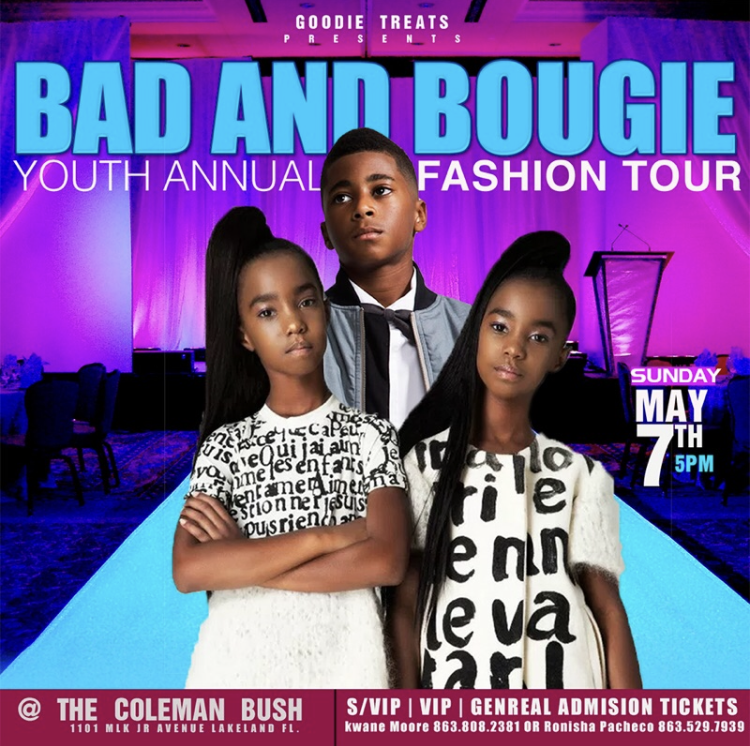 GOODIE TREATS
PRESENTS
BAD AND BOUGIE
YOUTH ANNUAL FASHION TOUR
SUNDAY
MAY
7TH
5PM
@ THE COLEMAN BUSH
1101 MLK JR AVENUE LAKELAND FL.
S/VIP | VIP | GENREAL ADMISION TICKETS
kwane Moore 863.808.2381 OR Ronisha Pacheco 863.529.7939